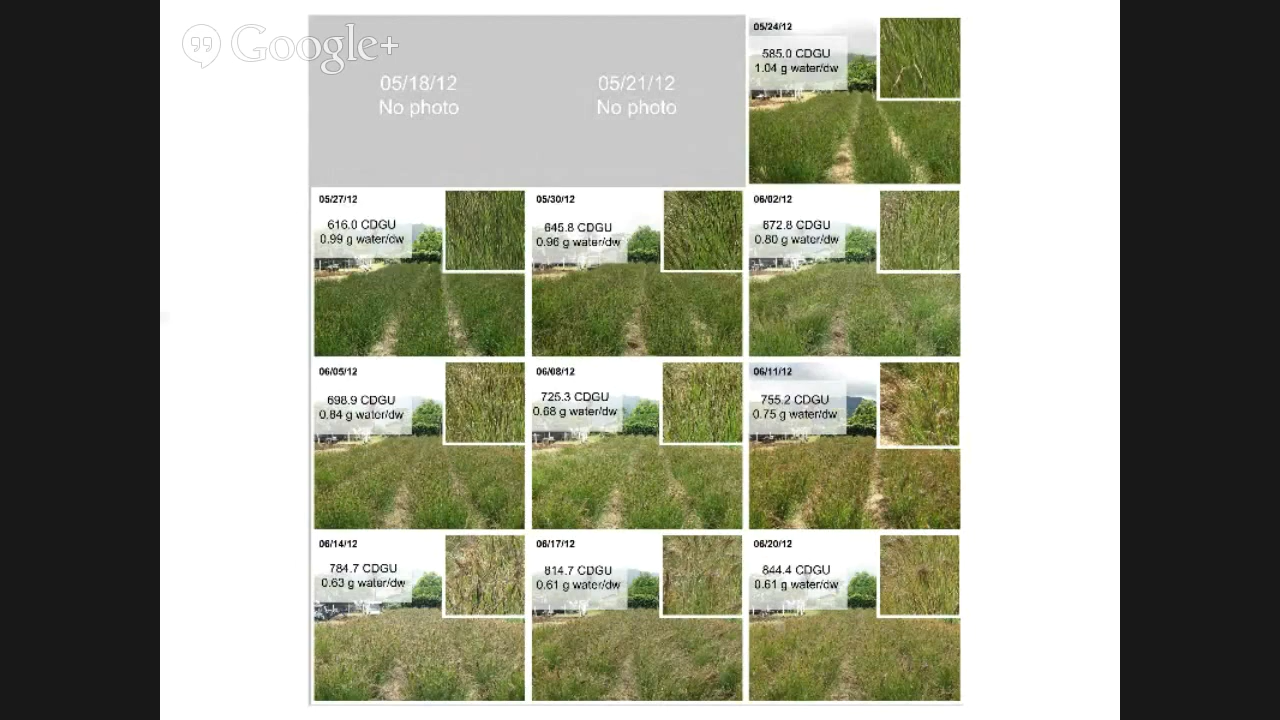 Google+
05/18/12
No photo
05/21/12
No photo
05/24/12
585.0 CDGU
1.04 g water/dw
05/27/12
616.0 CDGU
0.99 g water/dw
05/30/12
645.8 CDGU
0.96 g water/dw
06/02/12
672.8 CDGU
0.80 g water/dw
06/05/12
698.9 CDGU
0.84 g water/dw
06/08/12
725.3 CDGU
0.68 g water/dw
06/11/12
755.2 CDGU
0.75 g water/dw
06/14/12
784.7 CDGU
0.63 g water/dw
06/17/12
814.7 CDGU
0.61 g water/dw
06/20/12
844.4 CDGU
0.61 g water/dw